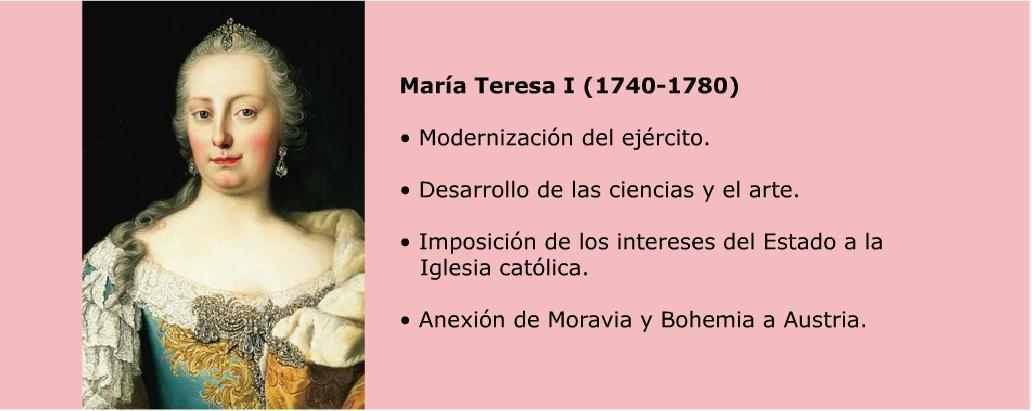 María Teresa I (1740-1780)
• Modernización del ejército.
• Desarrollo de las ciencias y el arte.
• Imposición de los intereses del Estado a la
Iglesia católica.
• Anexión de Moravia y Bohemia a Austria.